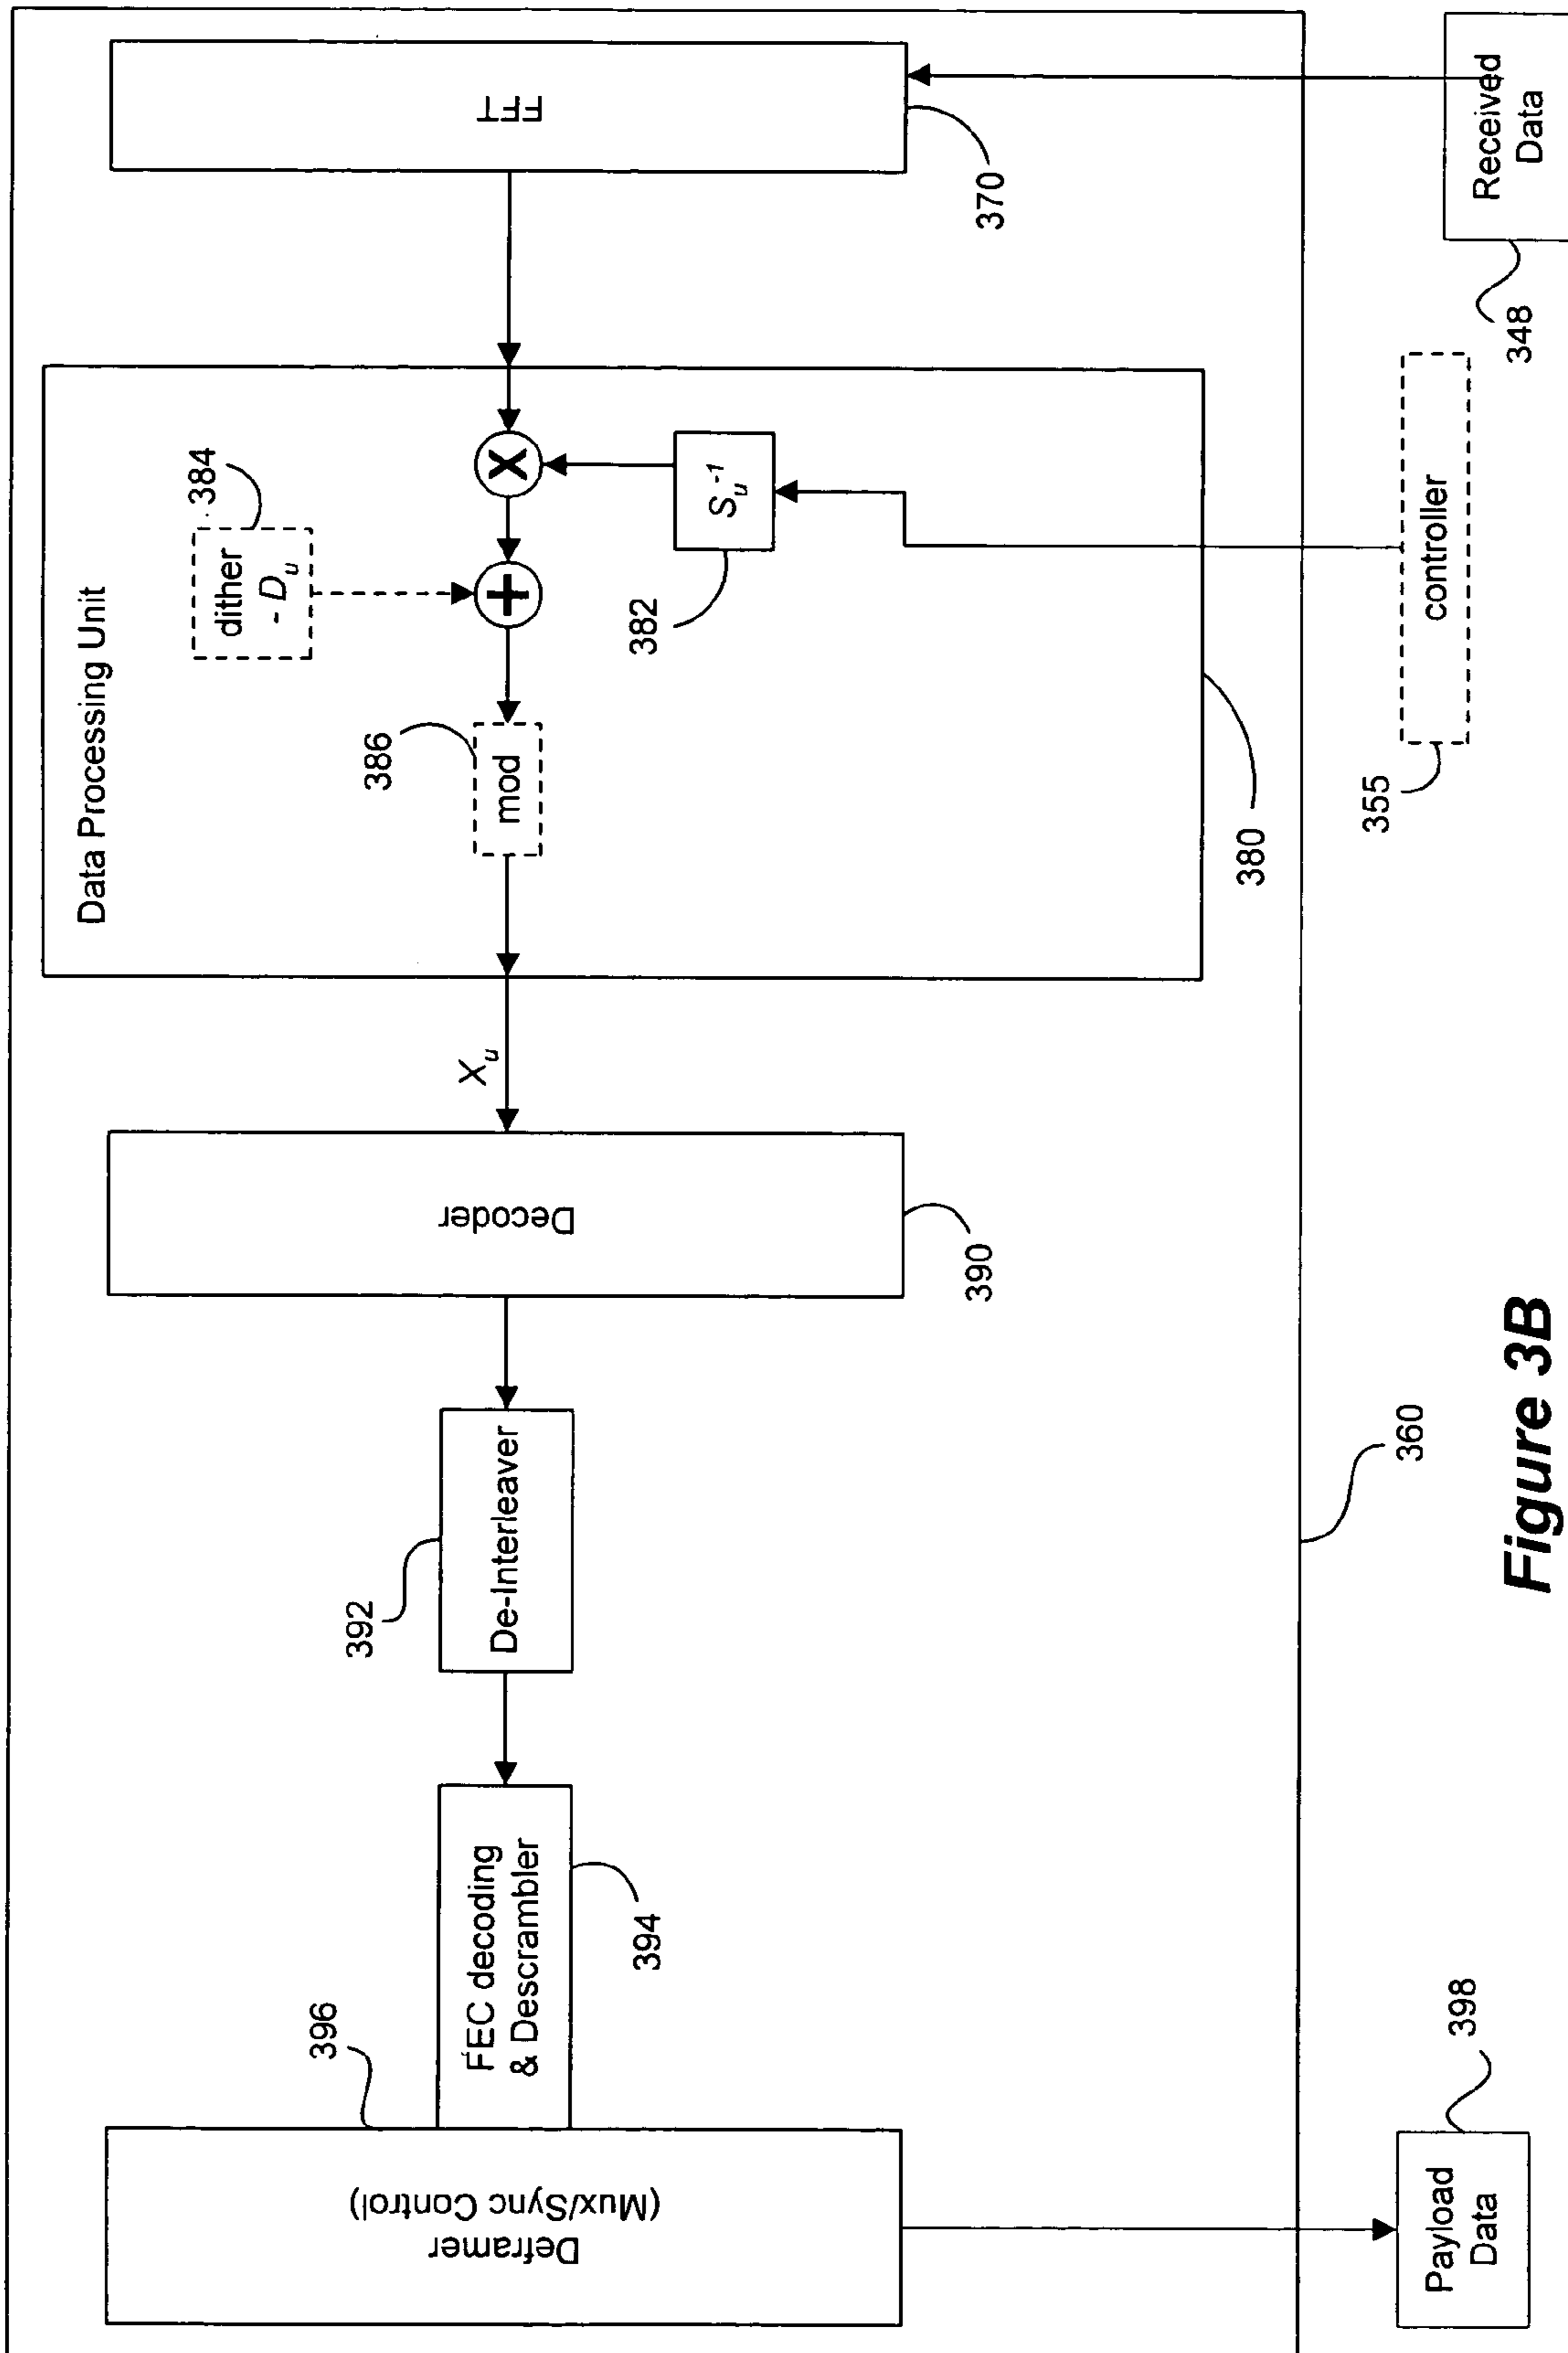 FFT
370
Received
Data
348
Data Processing Unit
384
dither
- Dᵤ
X
Sᵤ⁻¹
382
+
386
mod
380
controller
355
Xᵤ
Decoder
390
De-Interleaver
392
FEC decoding
& Descrambler
394
396
Deframer
(Mux/Sync Control)
Payload
Data
398
360
Figure 3B